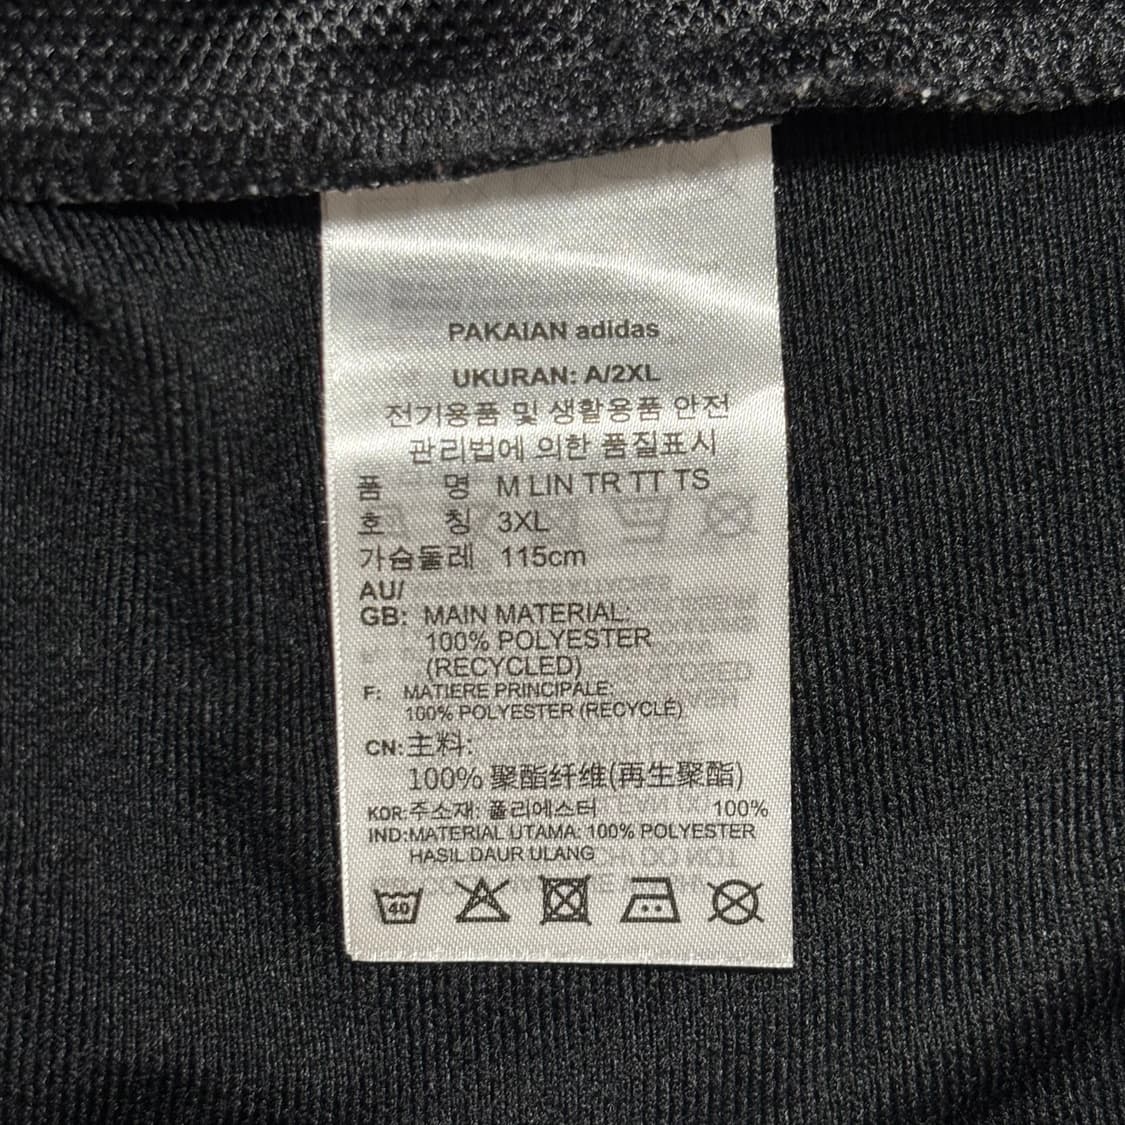 PAKAIAN adidas
UKURAN: A/2XL
전기용품 및 생활용품 안전
관리법에 의한 품질표시
품 명 M LIN TR TT TS
호 칭 3XL
가슴둘레 115cm
AU/
GB: MAIN MATERIAL:
100% POLYESTER
(RECYCLED)
F: MATIERE PRINCIPALE:
100% POLYESTER (RECYCLÉ)
CN:主料:
100% 聚酯纤维(再生聚酯)
KOR:주소재: 폴리에스터 100%
IND:MATERIAL UTAMA: 100% POLYESTER
HASIL DAUR ULANG
40